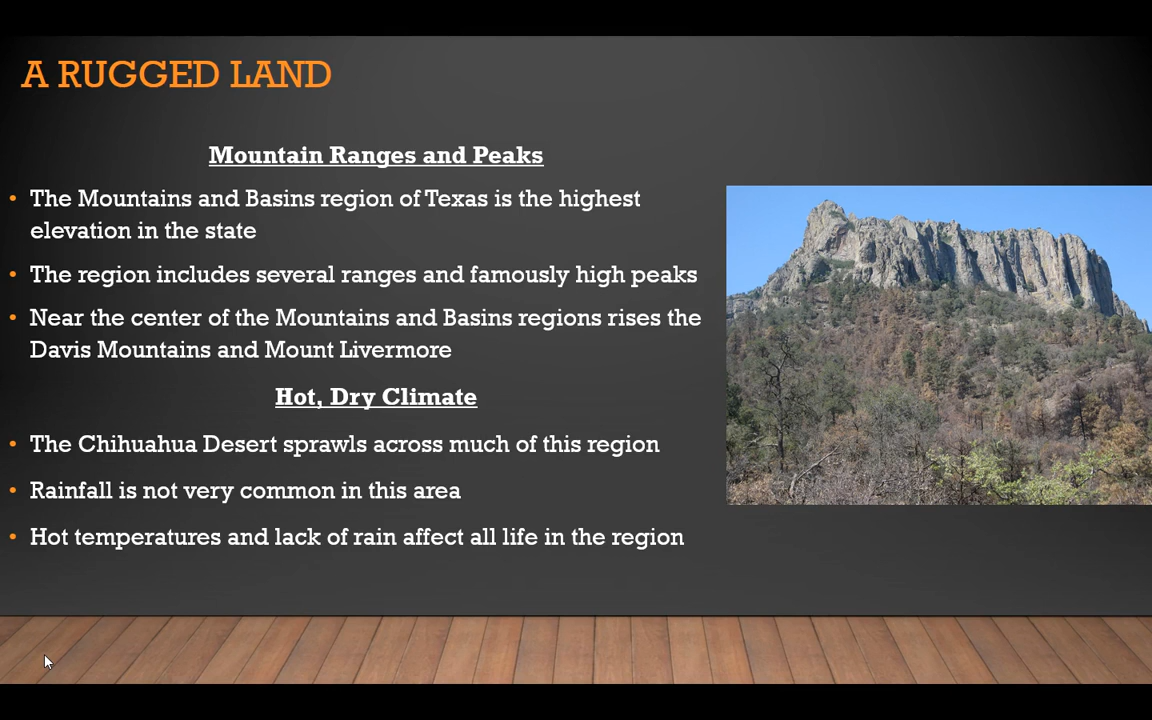 A RUGGED LAND
Mountain Ranges and Peaks
• The Mountains and Basins region of Texas is the highest
elevation in the state
• The region includes several ranges and famously high peaks
• Near the center of the Mountains and Basins regions rises the
Davis Mountains and Mount Livermore
Hot, Dry Climate
• The Chihuahua Desert sprawls across much of this region
• Rainfall is not very common in this area
• Hot temperatures and lack of rain affect all life in the region